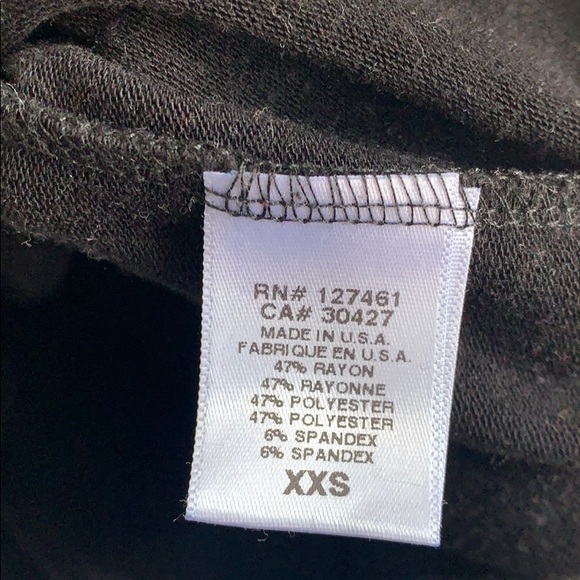 RN# 127461
CA# 30427
MADE IN U.S.A.
FABRIQUE EN U.S.A.
47% RAYON
47% RAYONNE
47% POLYESTER
47% POLYESTER
6% SPANDEX
6% SPANDEX
XXS